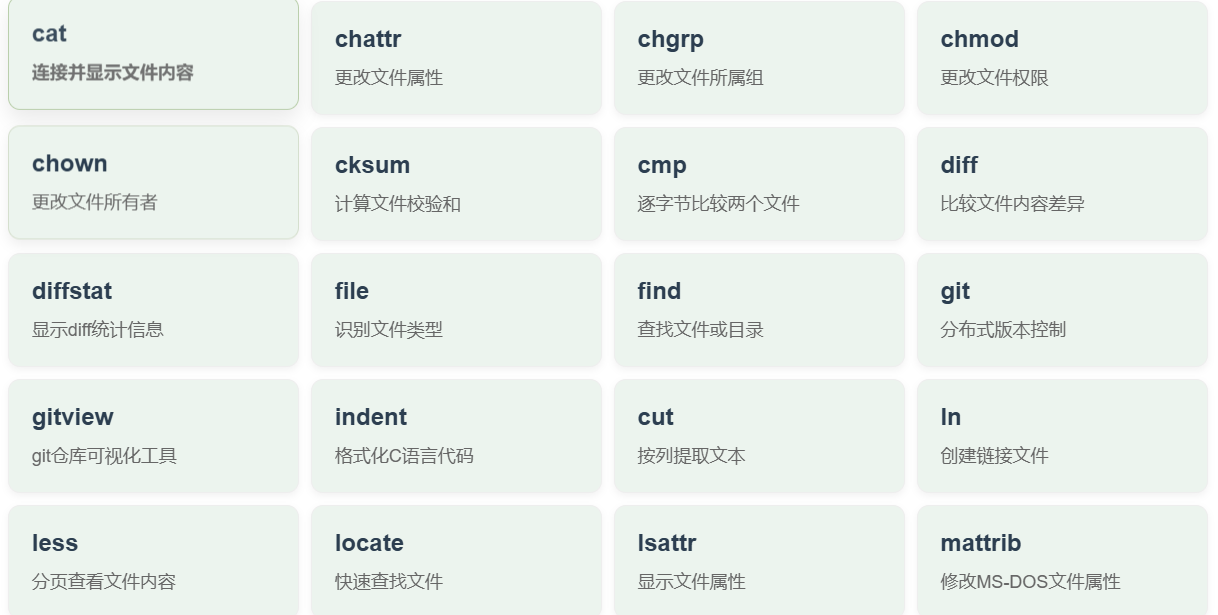 cat
连接并显示文件内容
chattr
更改文件属性
chgrp
更改文件所属组
chmod
更改文件权限
chown
更改文件所有者
cksum
计算文件校验和
cmp
逐字节比较两个文件
diff
比较文件内容差异
diffstat
显示diff统计信息
file
识别文件类型
find
查找文件或目录
git
分布式版本控制
gitview
git仓库可视化工具
indent
格式化C语言代码
cut
按列提取文本
ln
创建链接文件
less
分页查看文件内容
locate
快速查找文件
lsattr
显示文件属性
mattrib
修改MS-DOS文件属性